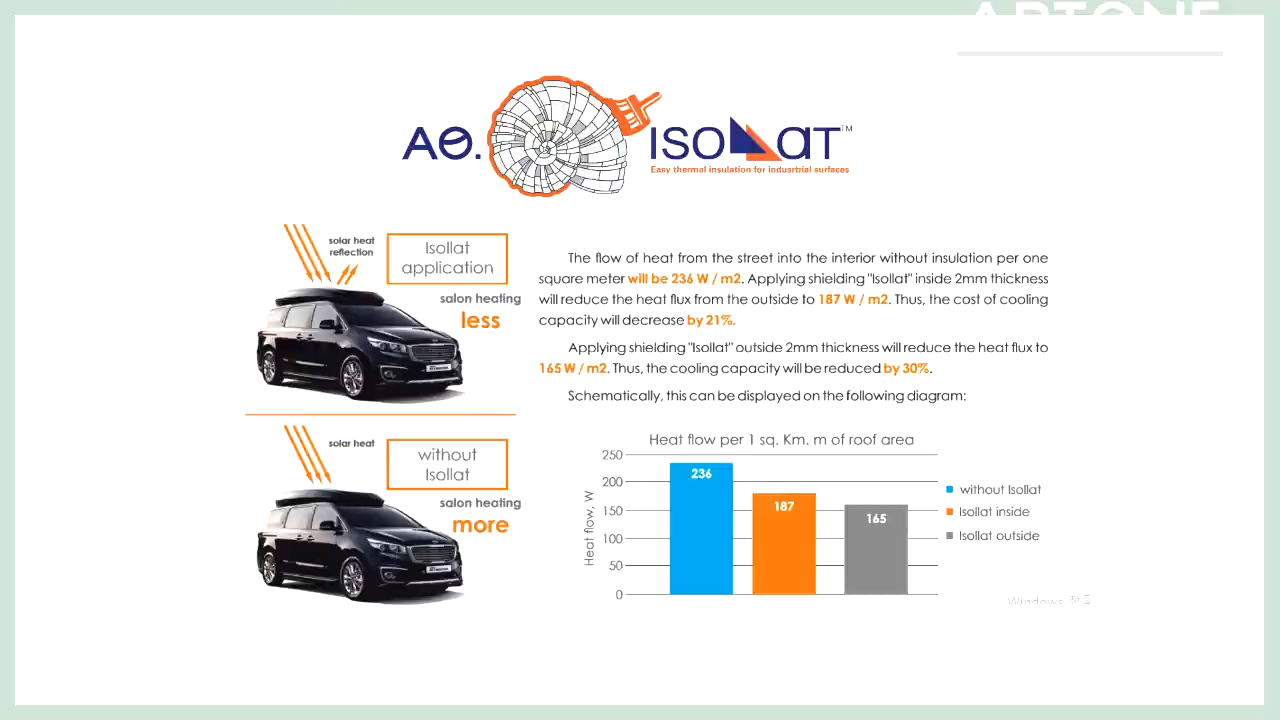 AQ.
ISOLLAT™
Easy thermal insulation for indusrtrial surfaces
solar heat
reflection
Isollat
application
salon heating
less
The flow of heat from the street into the interior without insulation per one
square meter will be 236 W / m2. Applying shielding "Isollat" inside 2mm thickness
will reduce the heat flux from the outside to 187 W / m2. Thus, the cost of cooling
capacity will decrease by 21%.
Applying shielding "Isollat" outside 2mm thickness will reduce the heat flux to
165 W / m2. Thus, the cooling capacity will be reduced by 30%.
Schematically, this can be displayed on the following diagram:
solar heat
without
Isollat
salon heating
more
Heat flow per 1 sq. Km. m of roof area
Heat flow, W
250
200
150
100
50
0
236
187
165
without Isollat
Isollat inside
Isollat outside
Windows